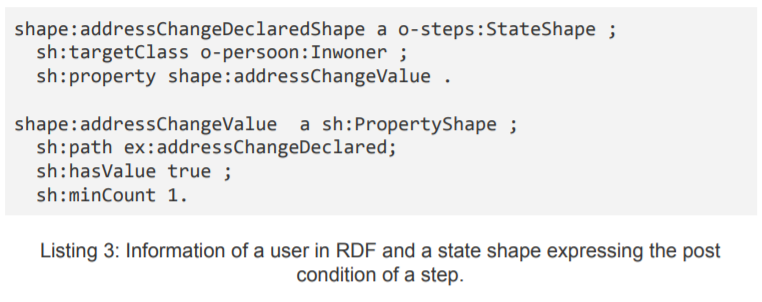 shape:addressChangeDeclaredShape a o-steps:StateShape ;
  sh:targetClass o-persoon:Inwoner ;
  sh:property shape:addressChangeValue .

shape:addressChangeValue  a sh:PropertyShape ;
  sh:path ex:addressChangeDeclared;
  sh:hasValue true ;
  sh:minCount 1.

Listing 3: Information of a user in RDF and a state shape expressing the post
condition of a step.